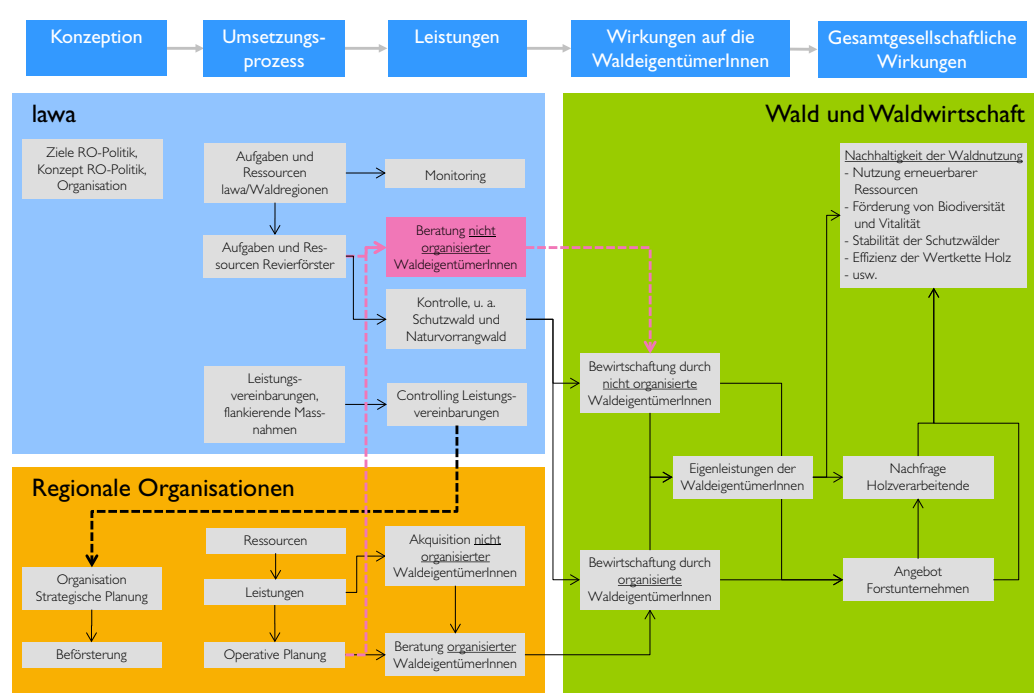 Konzeption
Umsetzungs-
prozess
Leistungen
Wirkungen auf die
WaldeigentümerInnen
Gesamtgesellschaftliche
Wirkungen
lawa
Ziele RO-Politik,
Konzept RO-Politik,
Organisation
Aufgaben und
Ressourcen
lawa/Waldregionen
Monitoring
Aufgaben und Res-
sourcen Revierförster
Beratung nicht
organisierter
WaldeigentümerInnen
Kontrolle, u. a.
Schutzwald und
Naturvorrangwald
Leistungs-
vereinbarungen,
flankierende Mass-
nahmen
Controlling Leistungs-
vereinbarungen
Regionale Organisationen
Organisation
Strategische Planung
Beförsterung
Ressourcen
Leistungen
Operative Planung
Akquisition nicht
organisierter
WaldeigentümerInnen
Beratung organisierter
WaldeigentümerInnen
Wald und Waldwirtschaft
Nachhaltigkeit der Waldnutzung
- Nutzung erneuerbarer
Ressourcen
- Förderung von Biodiversität
und Vitalität
- Stabilität der Schutzwälder
- Effizienz der Wertkette Holz
- usw.
Bewirtschaftung durch
nicht organisierte
WaldeigentümerInnen
Eigenleistungen der
WaldeigentümerInnen
Nachfrage
Holzverarbeitende
Bewirtschaftung durch
organisierte
WaldeigentümerInnen
Angebot
Forstunternehmen